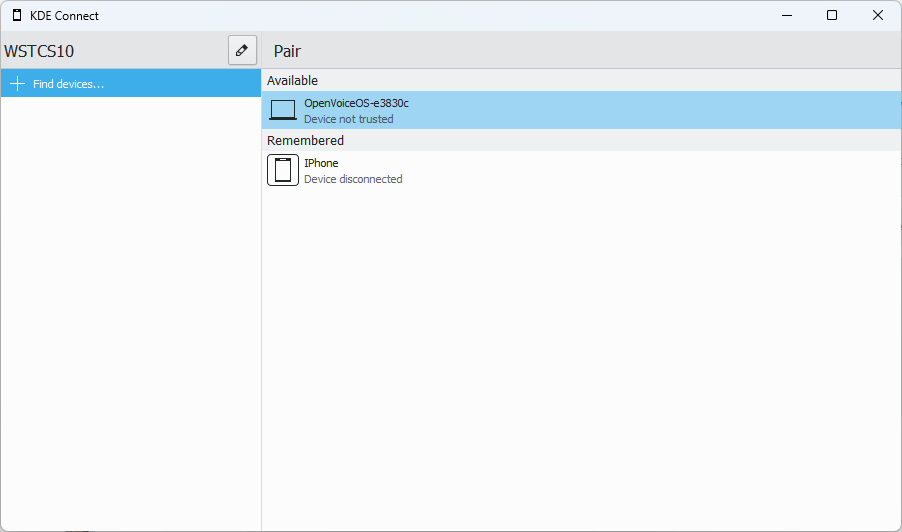 KDE Connect
WSTCS10
Pair
Find devices...
Available
OpenVoiceOS-e3830c
Device not trusted
Remembered
IPhone
Device disconnected